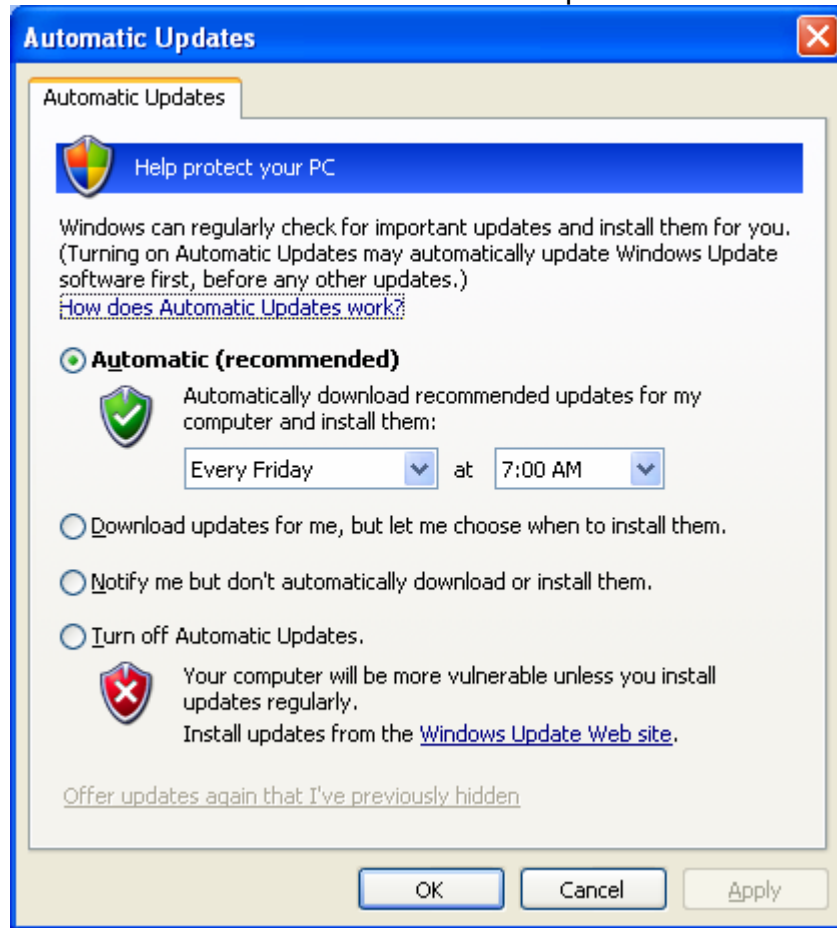 Automatic Updates
Automatic Updates
Help protect your PC
Windows can regularly check for important updates and install them for you.
(Turning on Automatic Updates may automatically update Windows Update
software first, before any other updates.)
How does Automatic Updates work?
Automatic (recommended)
Automatically download recommended updates for my
computer and install them:
Every Friday at 7:00 AM
Download updates for me, but let me choose when to install them.
Notify me but don't automatically download or install them.
Turn off Automatic Updates.
Your computer will be more vulnerable unless you install
updates regularly.
Install updates from the Windows Update Web site.
Offer updates again that I've previously hidden
OK Cancel Apply